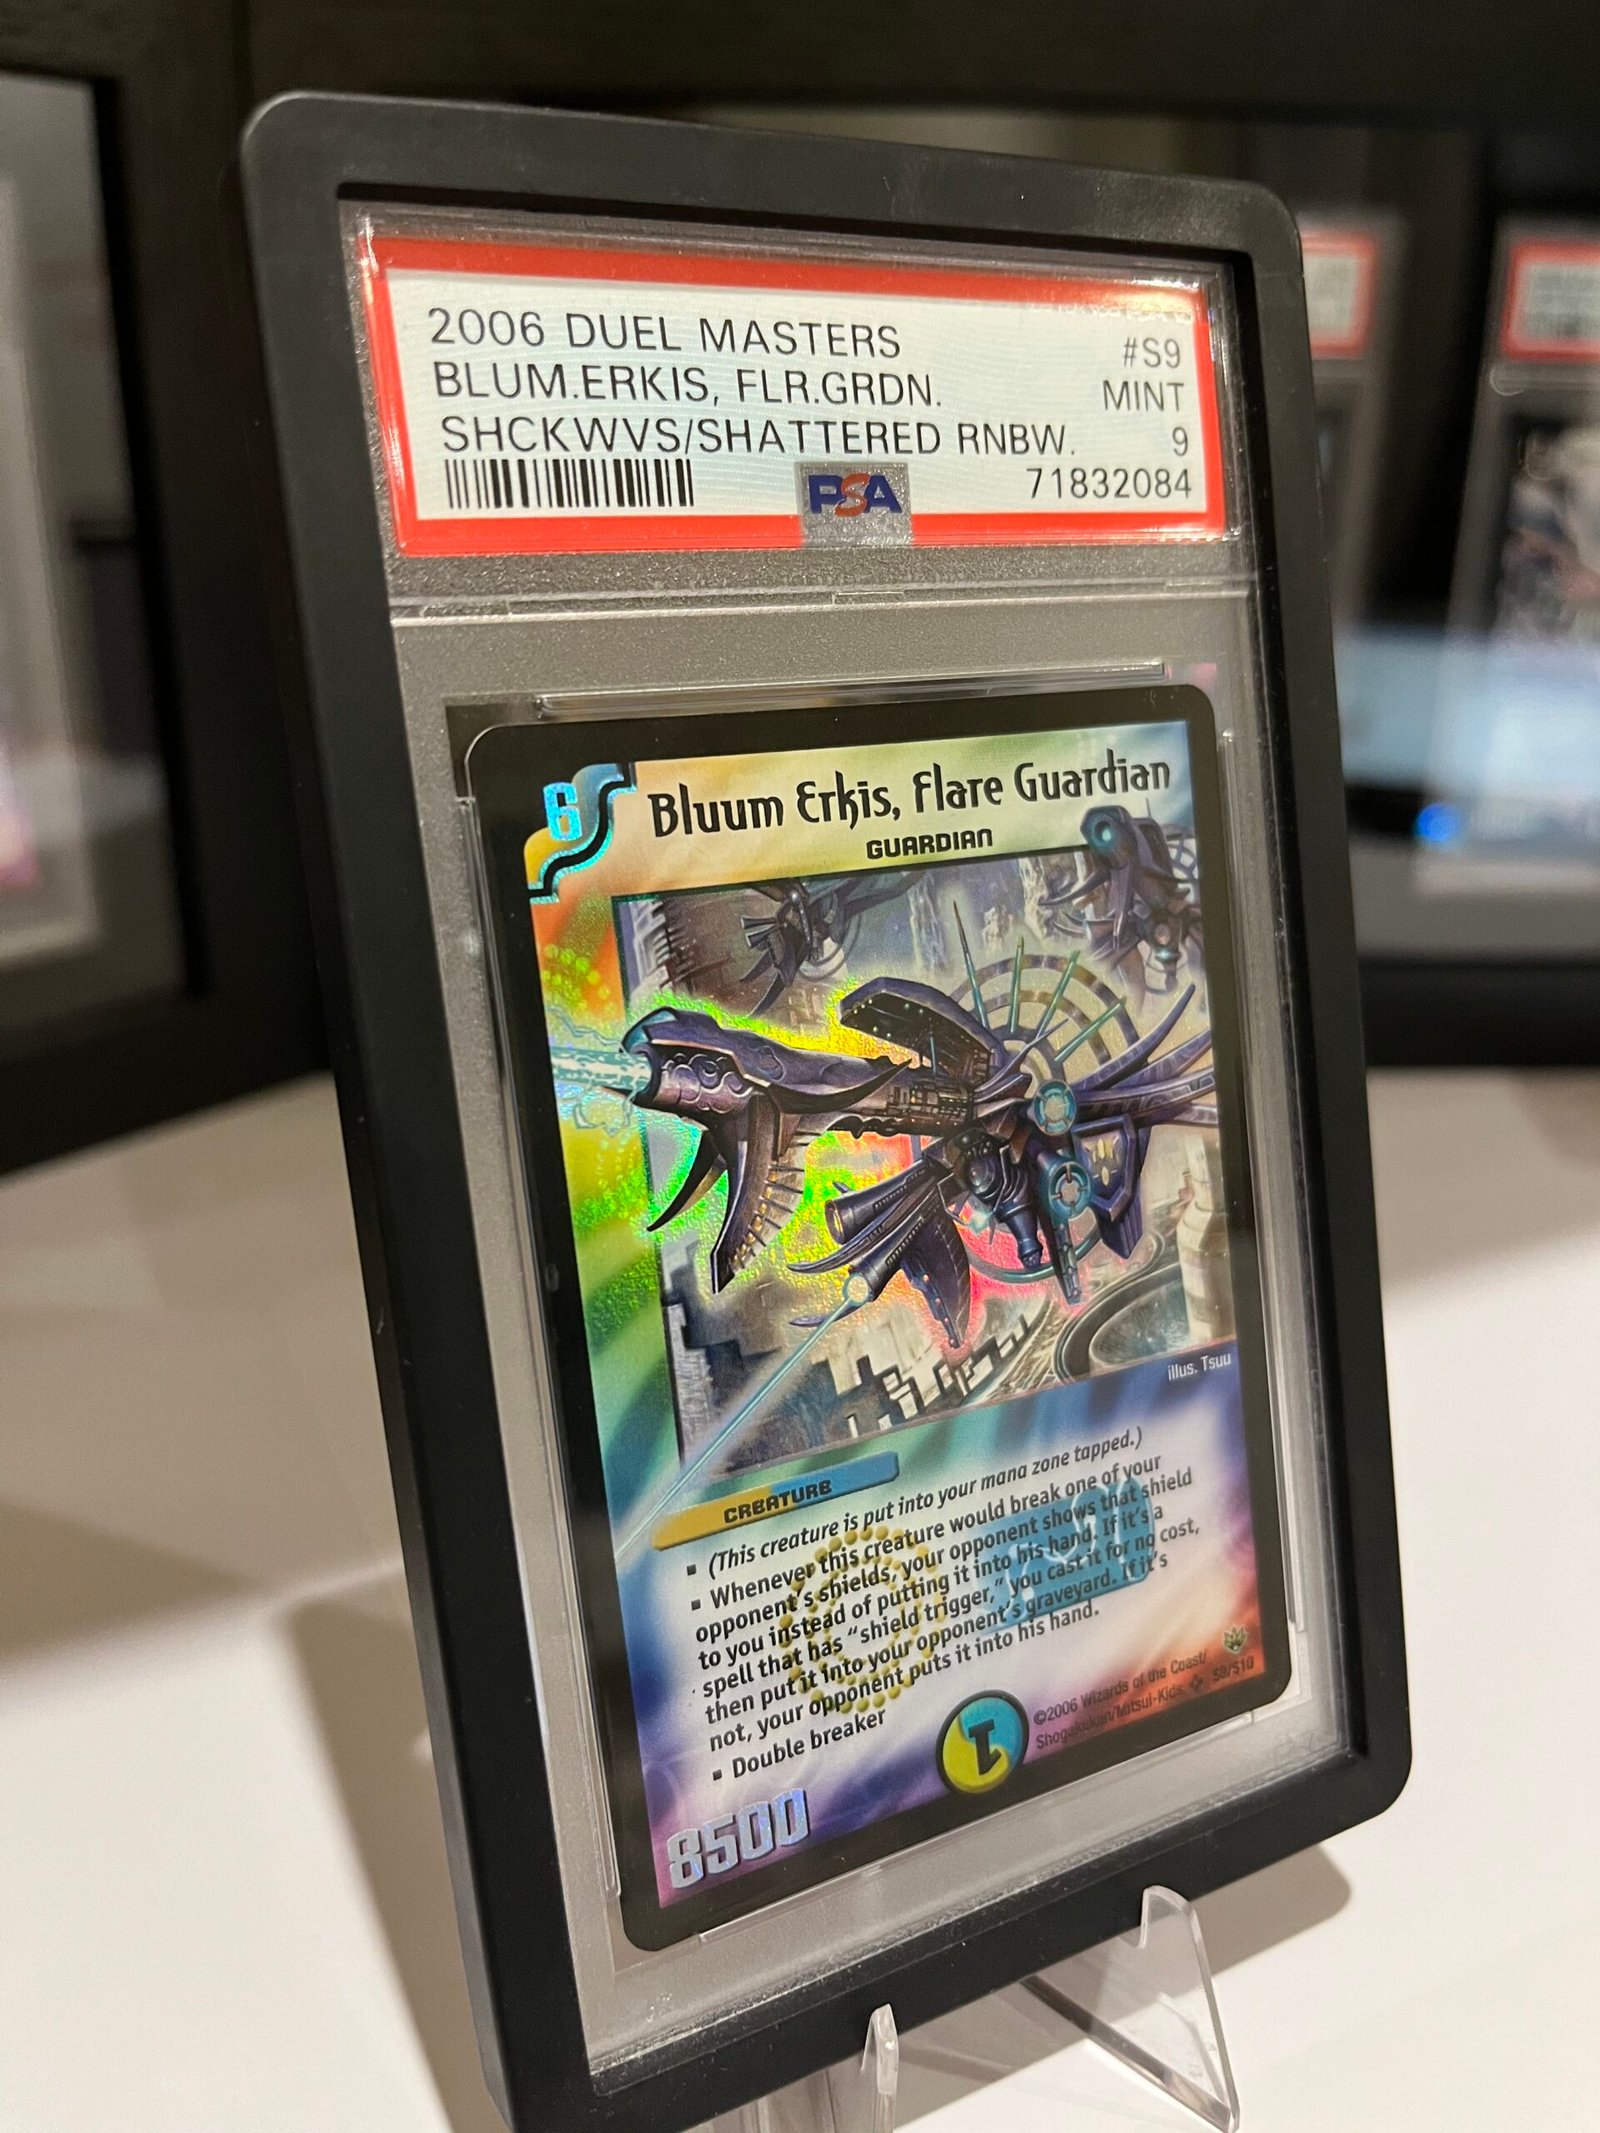 2006 DUEL MASTERS #S9
BLUM.ERKIS, FLR.GRDN. MINT
SHCKWVS/SHATTERED RNBW. 9
PSA 71832084
6 Bluum Erkis, Flare Guardian
GUARDIAN
illus. Tsuu
CREATURE
▪ (This creature is put into your mana zone tapped.)
▪ Whenever this creature would break one of your
opponent's shields, your opponent shows that shield
to you instead of putting it into his hand. If it's a
spell that has "shield trigger," you cast it for no cost,
then put it into your opponent's graveyard. If it's
not, your opponent puts it into his hand.
▪ Double breaker
8500
1
©2006 Wizards of the Coast/
Shogakukan/Mitsui-Kids. S9/S10